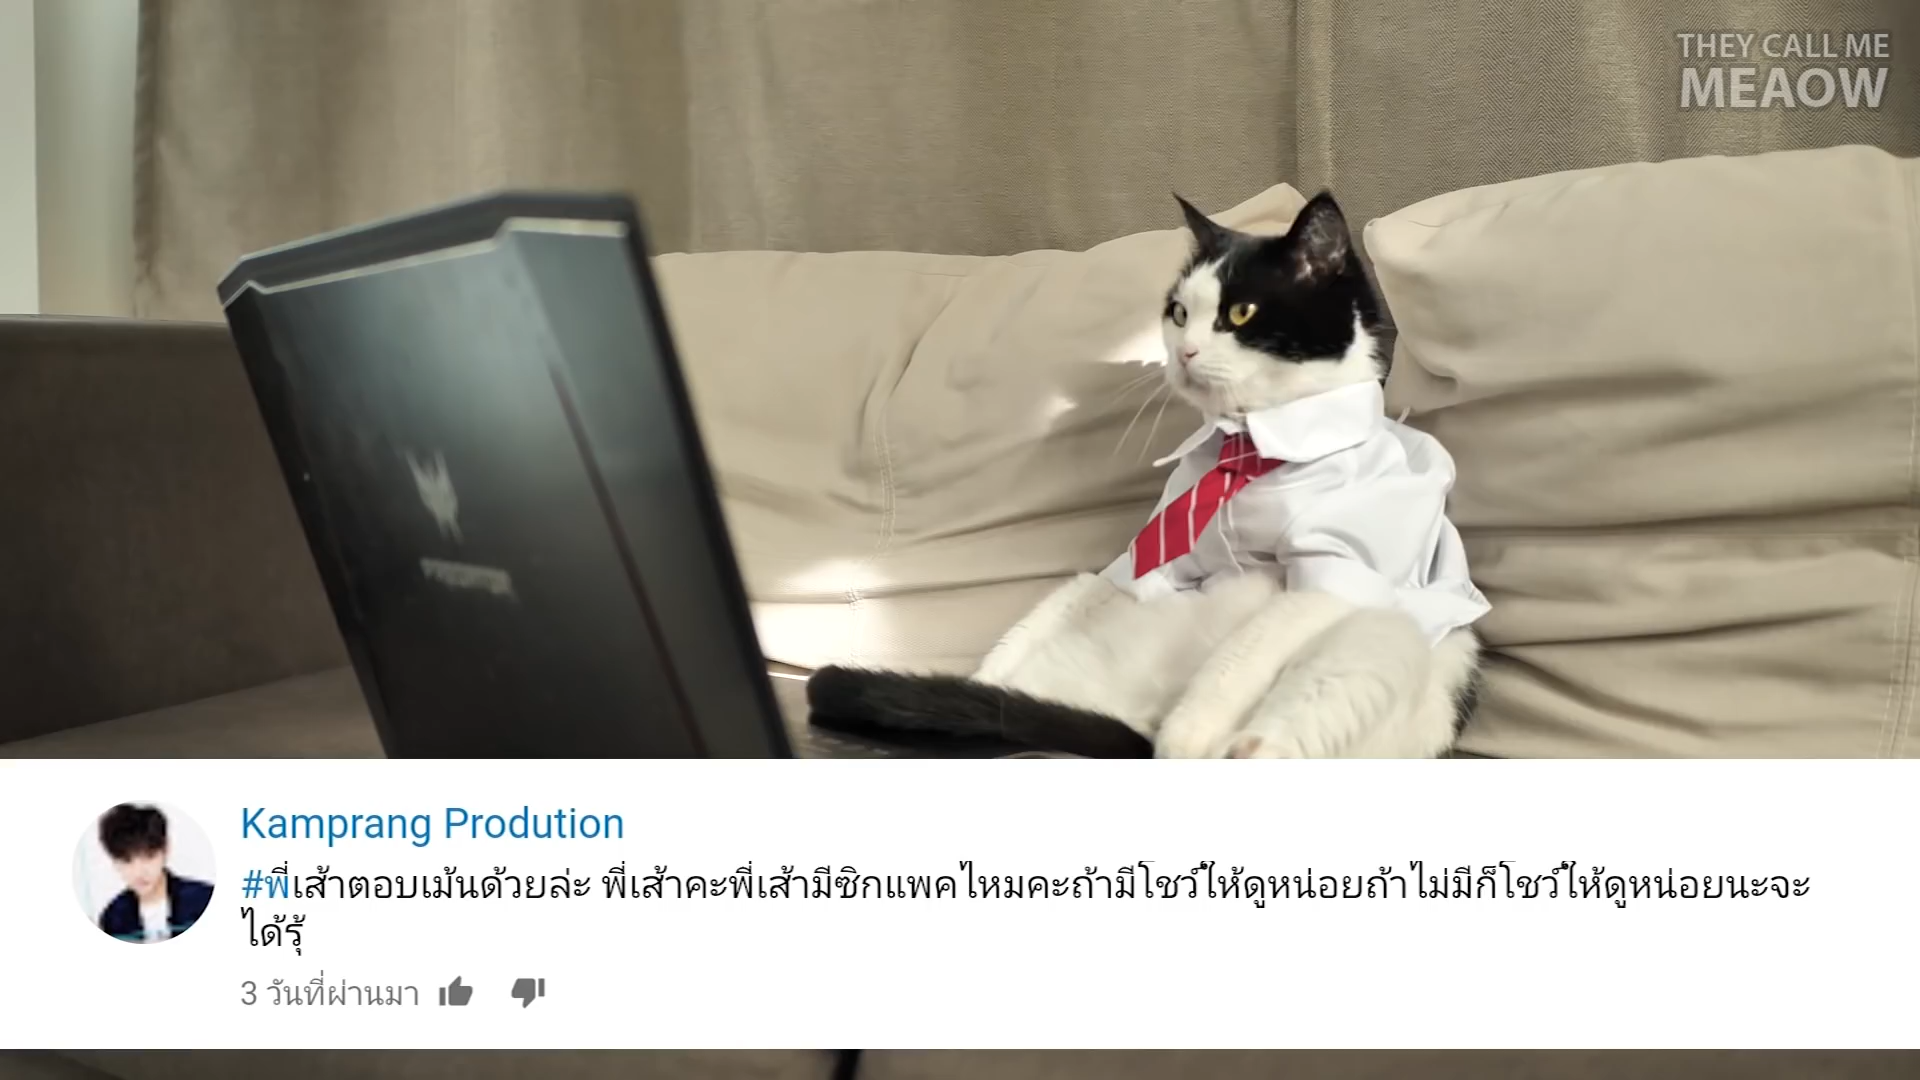 THEY CALL ME
MEAOW
PREDATOR
Kamprang Prodution
#พี่เส้าตอบเม้นด้วยล่ะ พี่เส้าคะพี่เส้ามีซิกแพคไหมคะถ้ามีโชว์ให้ดูหน่อยถ้าไม่มีก็โชว์ให้ดูหน่อยนะจะ
ได้รุ้
3 วันที่ผ่านมา